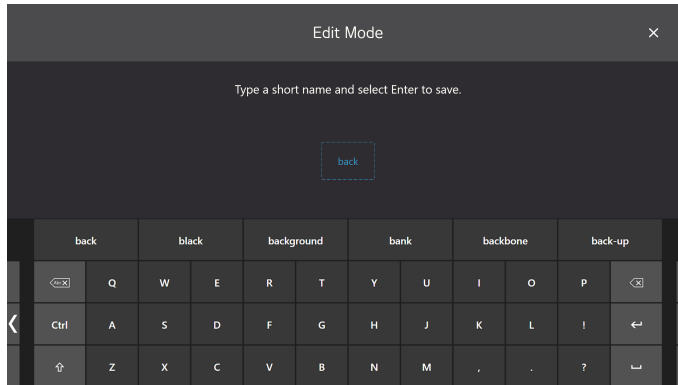 Edit Mode
Type a short name and select Enter to save.
back
back black background bank backbone back-up
Abc Q W E R T Y U I O P
Ctrl A S D F G H J K L !
Z X C V B N M , . ?